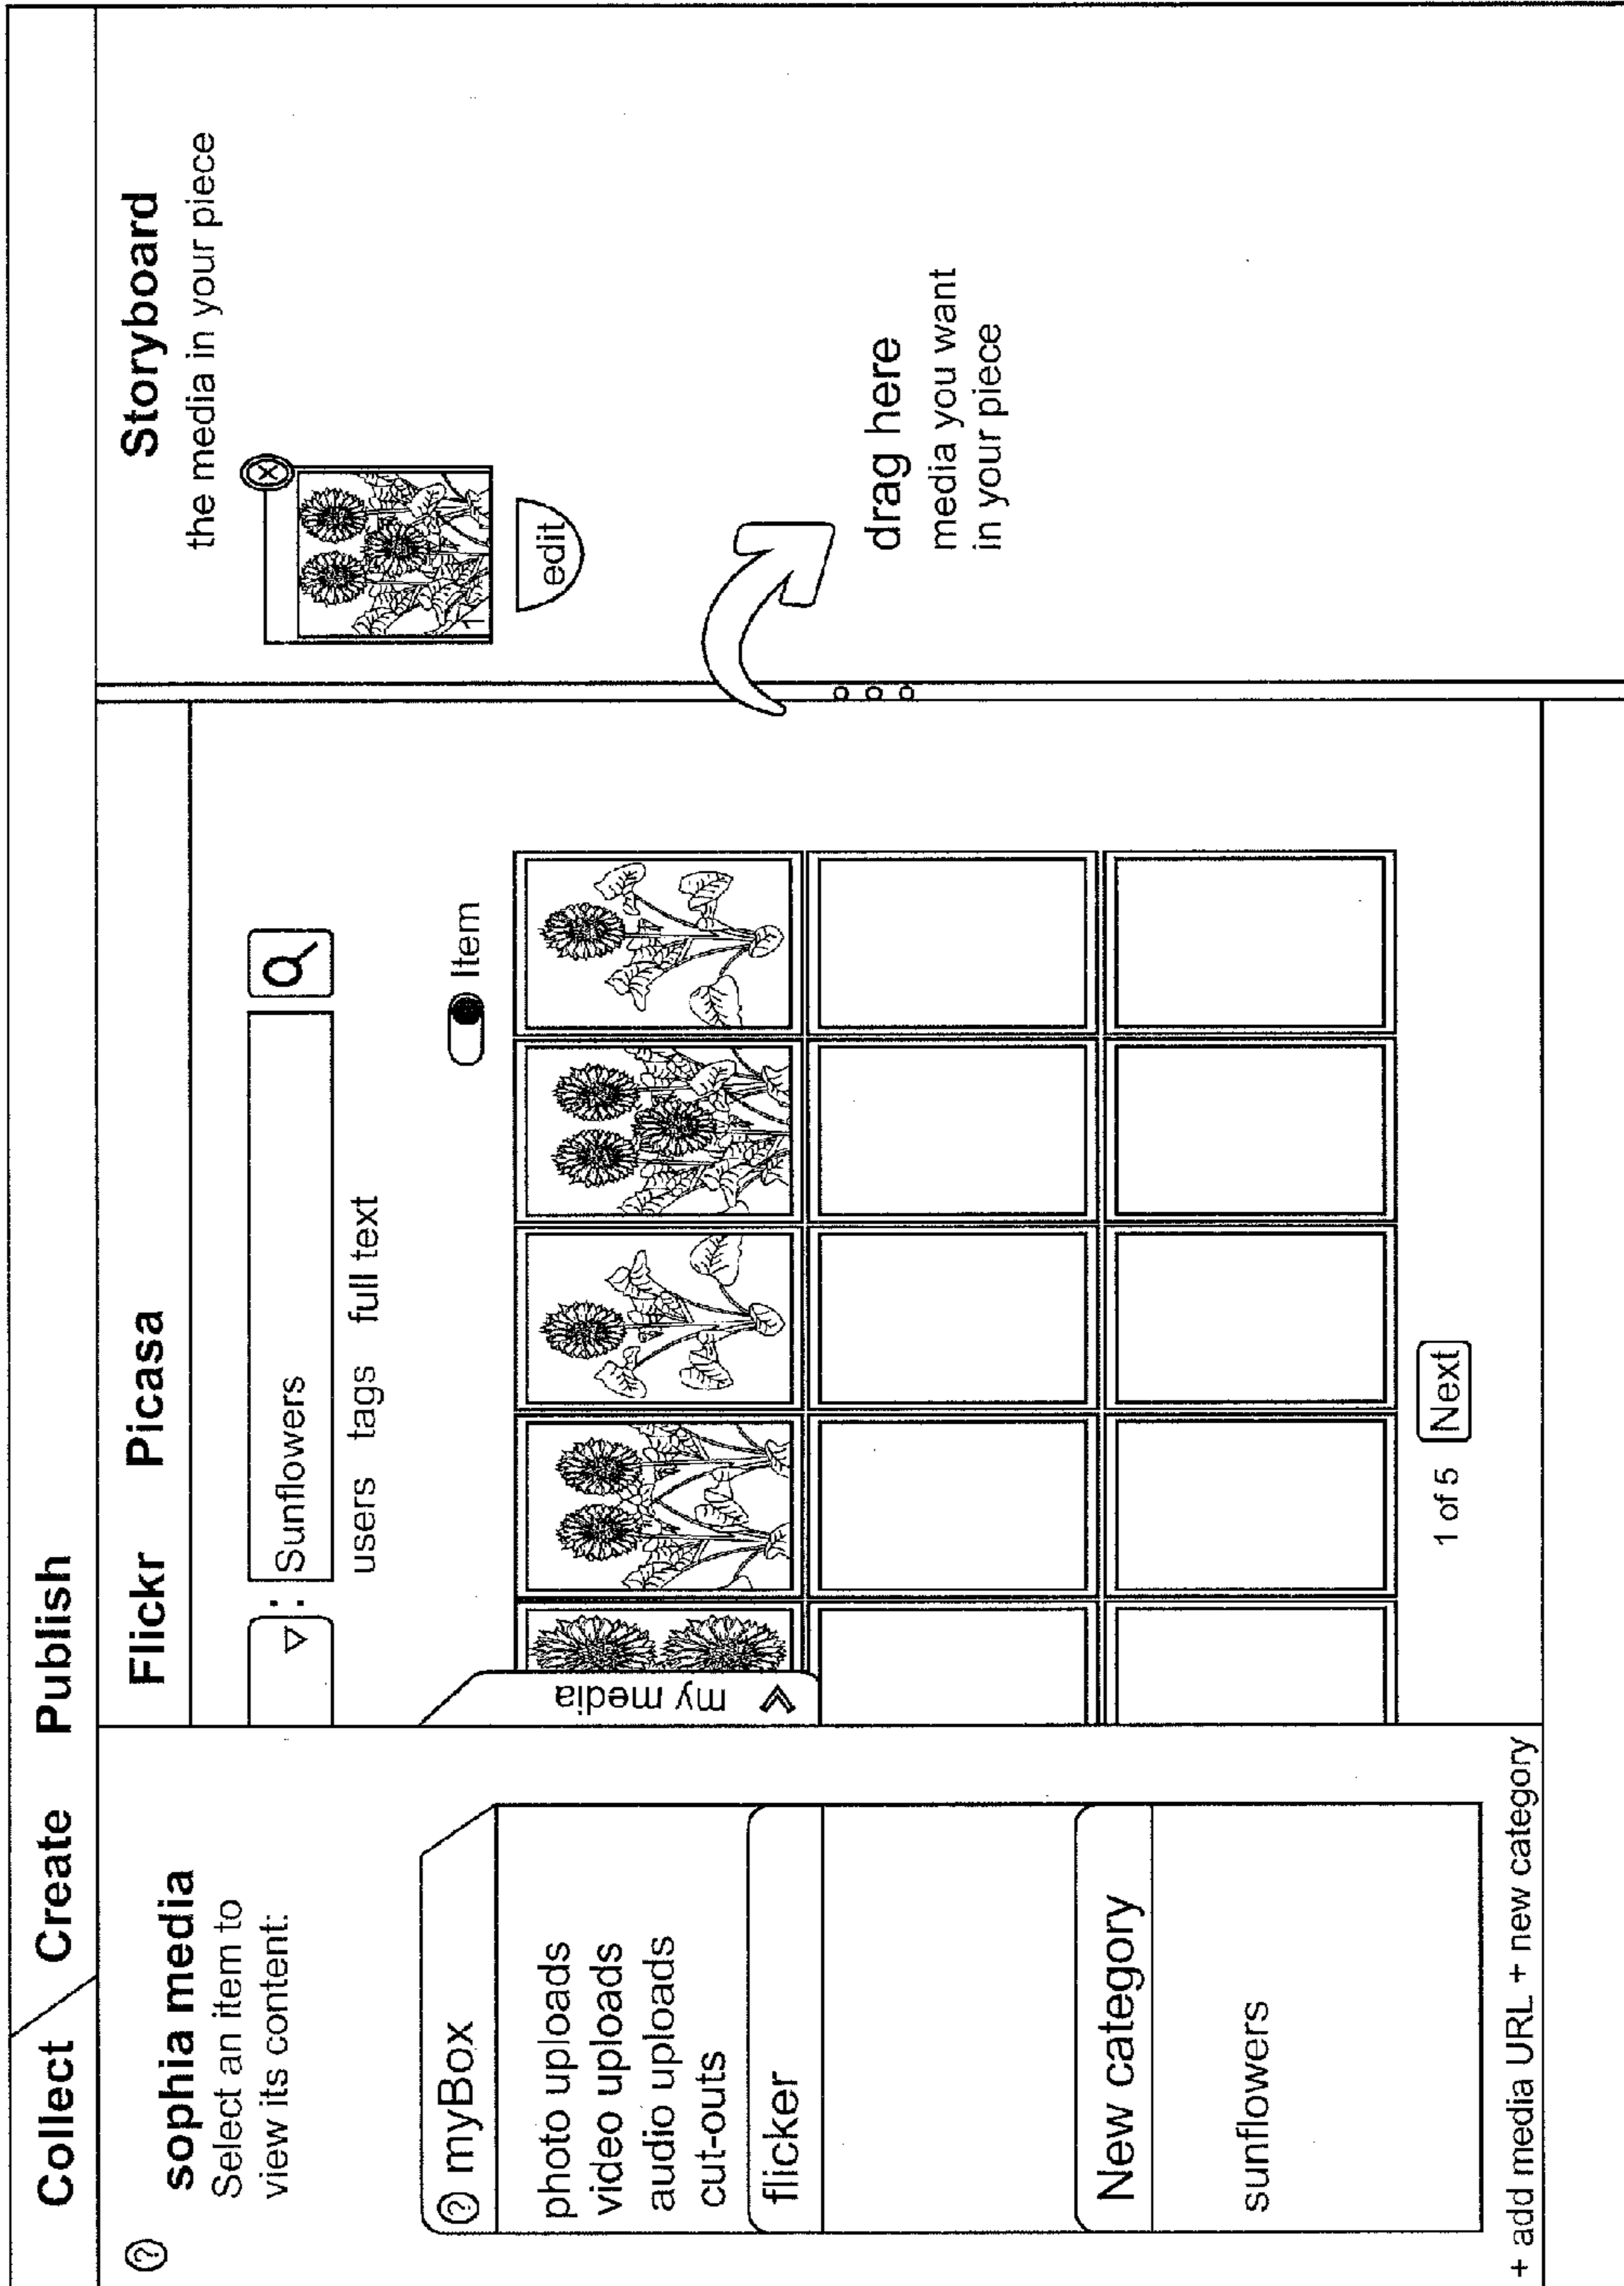 Collect Create Publish
sophia media
Select an item to
view its content:
myBox
photo uploads
video uploads
audio uploads
cut-outs
flicker
New category
sunflowers
+ add media URL + new category
Flickr Picasa
: Sunflowers
users tags full text
Item
my media
1 of 5 Next
Storyboard
the media in your piece
1
edit
drag here
media you want
in your piece